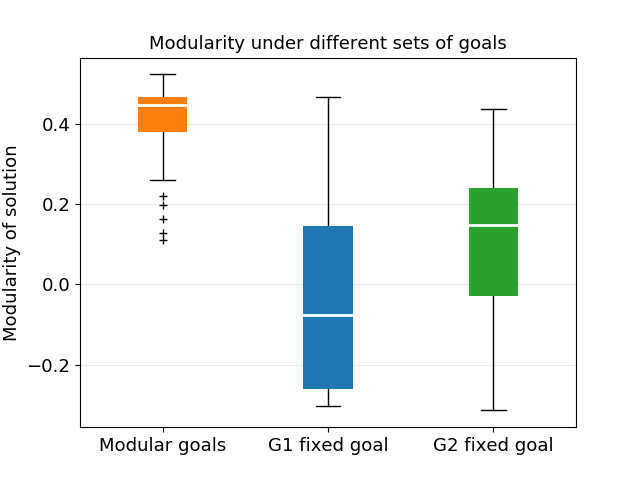 Modularity under different sets of goals
Modularity of solution
0.4
0.2
0.0
−0.2
Modular goals
G1 fixed goal
G2 fixed goal